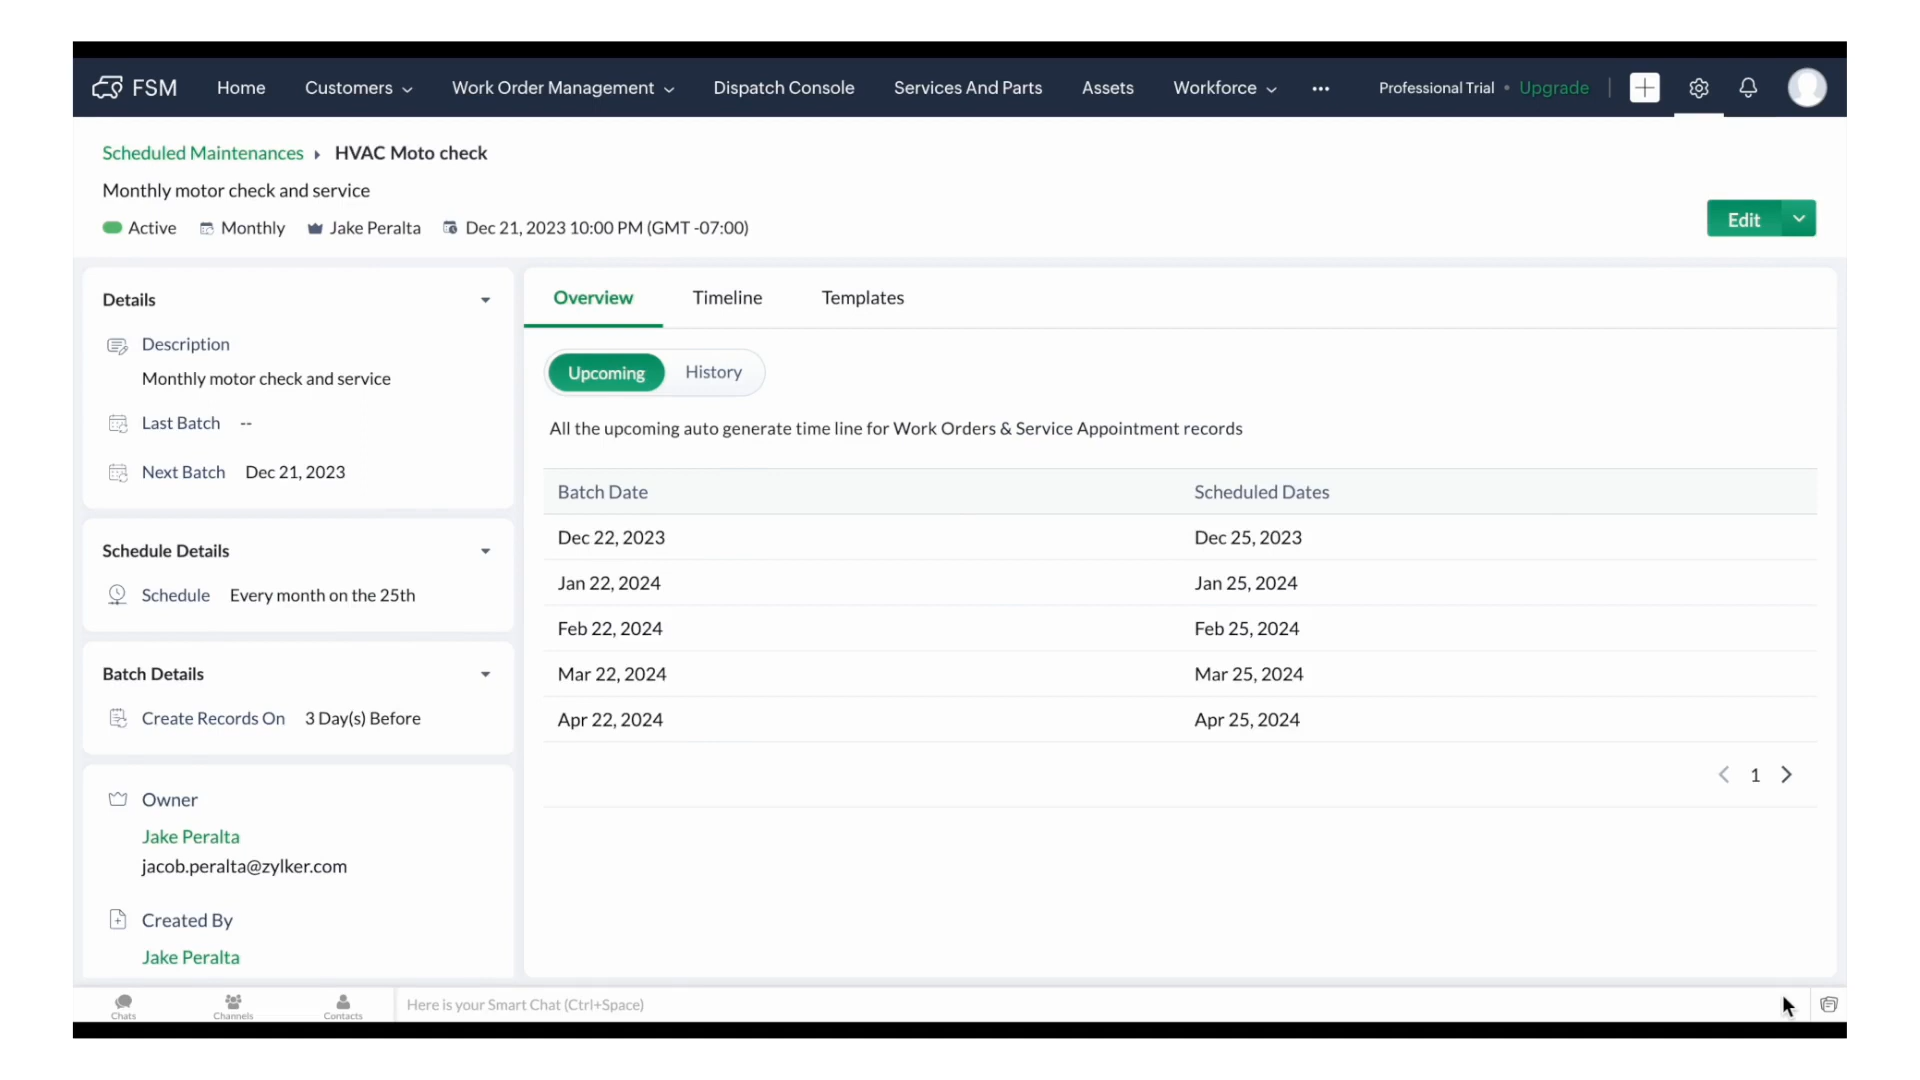 FSM Home Customers Work Order Management Dispatch Console Services And Parts Assets Workforce ••• Professional Trial • Upgrade
Scheduled Maintenances ▸ HVAC Moto check
Monthly motor check and service
Active Monthly Jake Peralta Dec 21, 2023 10:00 PM (GMT -07:00)
Edit
Details
Description
Monthly motor check and service
Last Batch --
Next Batch Dec 21, 2023
Schedule Details
Schedule Every month on the 25th
Batch Details
Create Records On 3 Day(s) Before
Owner
Jake Peralta
jacob.peralta@zylker.com
Created By
Jake Peralta
Overview Timeline Templates
Upcoming History
All the upcoming auto generate time line for Work Orders & Service Appointment records
Batch Date Scheduled Dates
Dec 22, 2023 Dec 25, 2023
Jan 22, 2024 Jan 25, 2024
Feb 22, 2024 Feb 25, 2024
Mar 22, 2024 Mar 25, 2024
Apr 22, 2024 Apr 25, 2024
1
Chats Channels Contacts Here is your Smart Chat (Ctrl+Space)